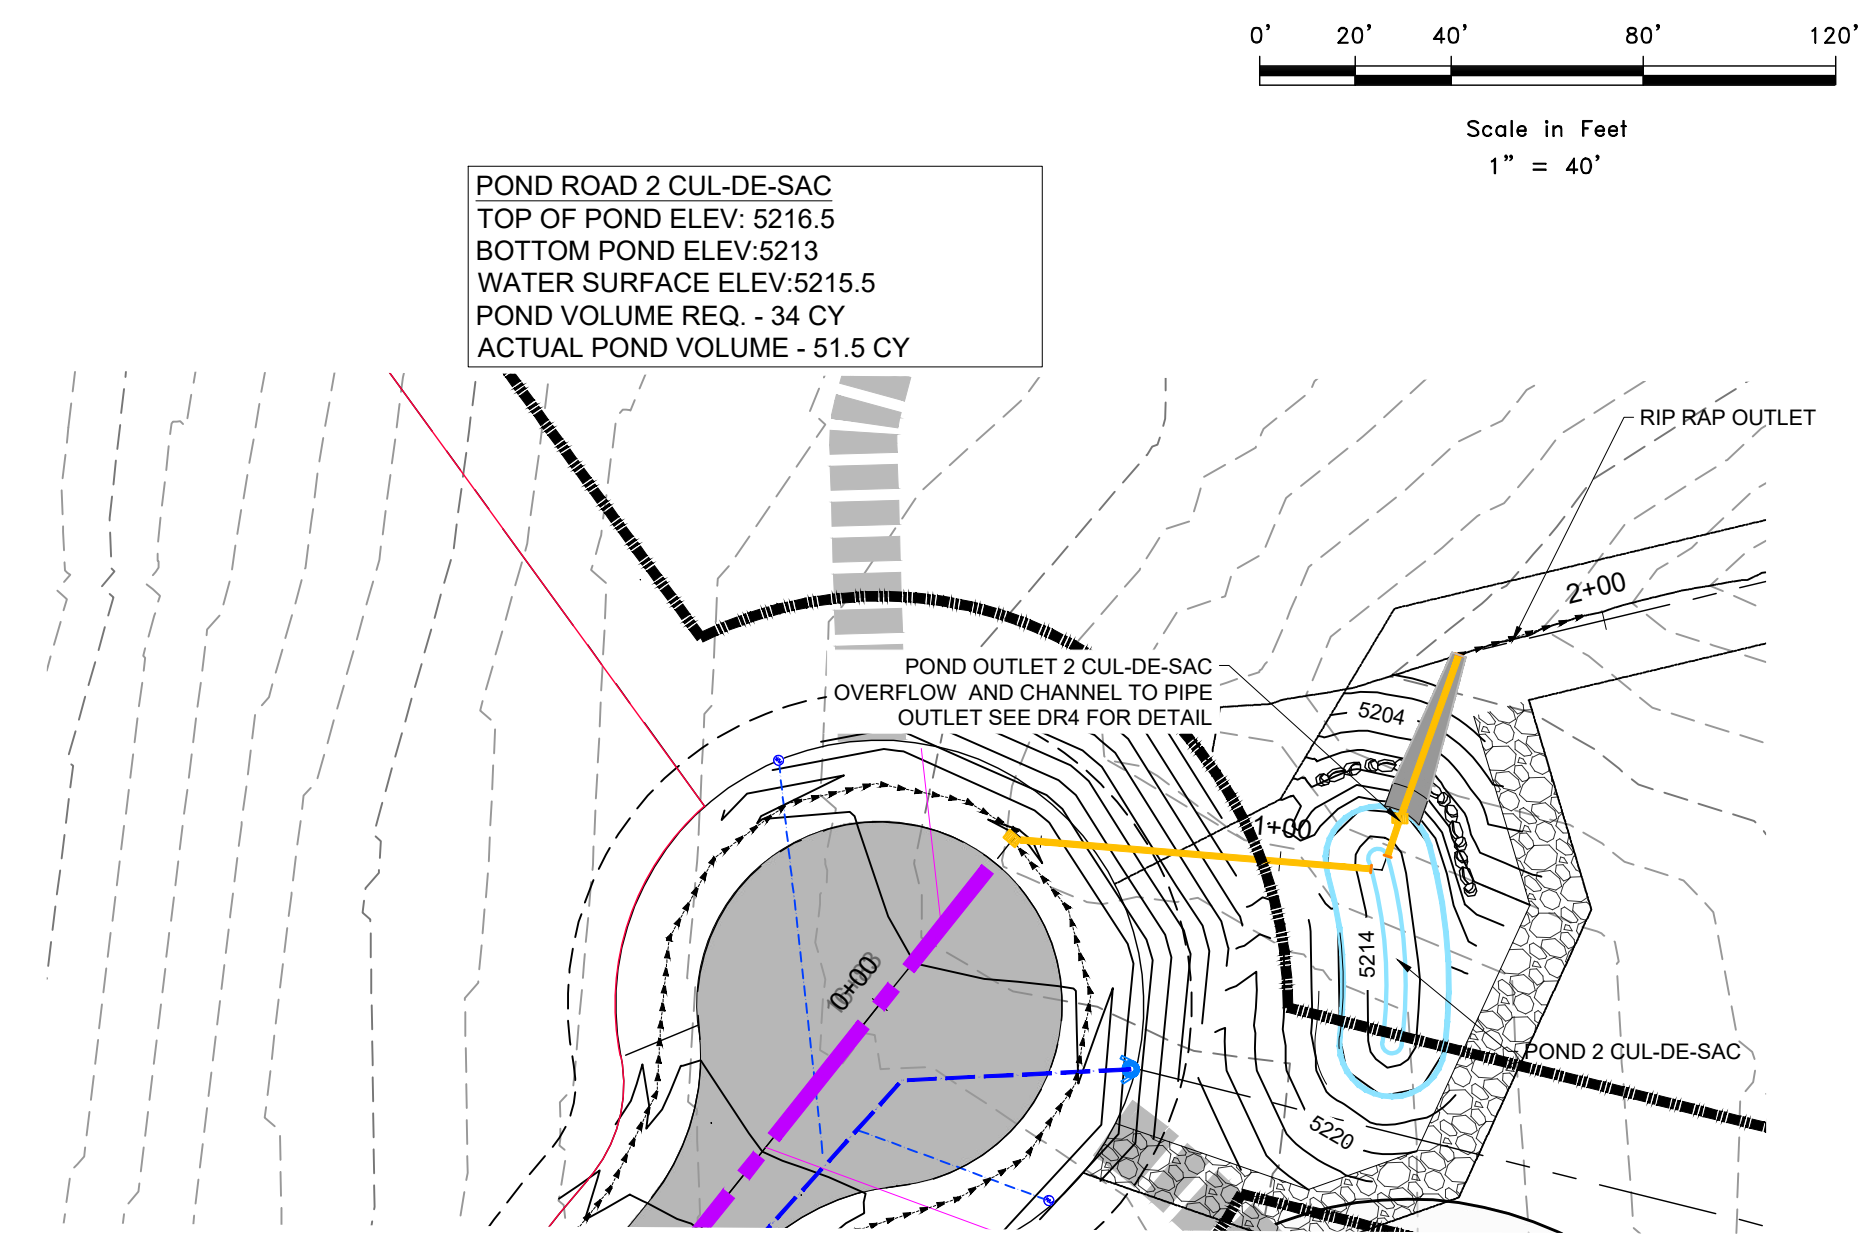 0' 20' 40' 80' 120'
Scale in Feet
1" = 40'
POND ROAD 2 CUL-DE-SAC
TOP OF POND ELEV: 5216.5
BOTTOM POND ELEV:5213
WATER SURFACE ELEV:5215.5
POND VOLUME REQ. - 34 CY
ACTUAL POND VOLUME - 51.5 CY
RIP RAP OUTLET
2+00
POND OUTLET 2 CUL-DE-SAC
OVERFLOW AND CHANNEL TO PIPE
OUTLET SEE DR4 FOR DETAIL
5204
1+00
0+00
5214
POND 2 CUL-DE-SAC
5220